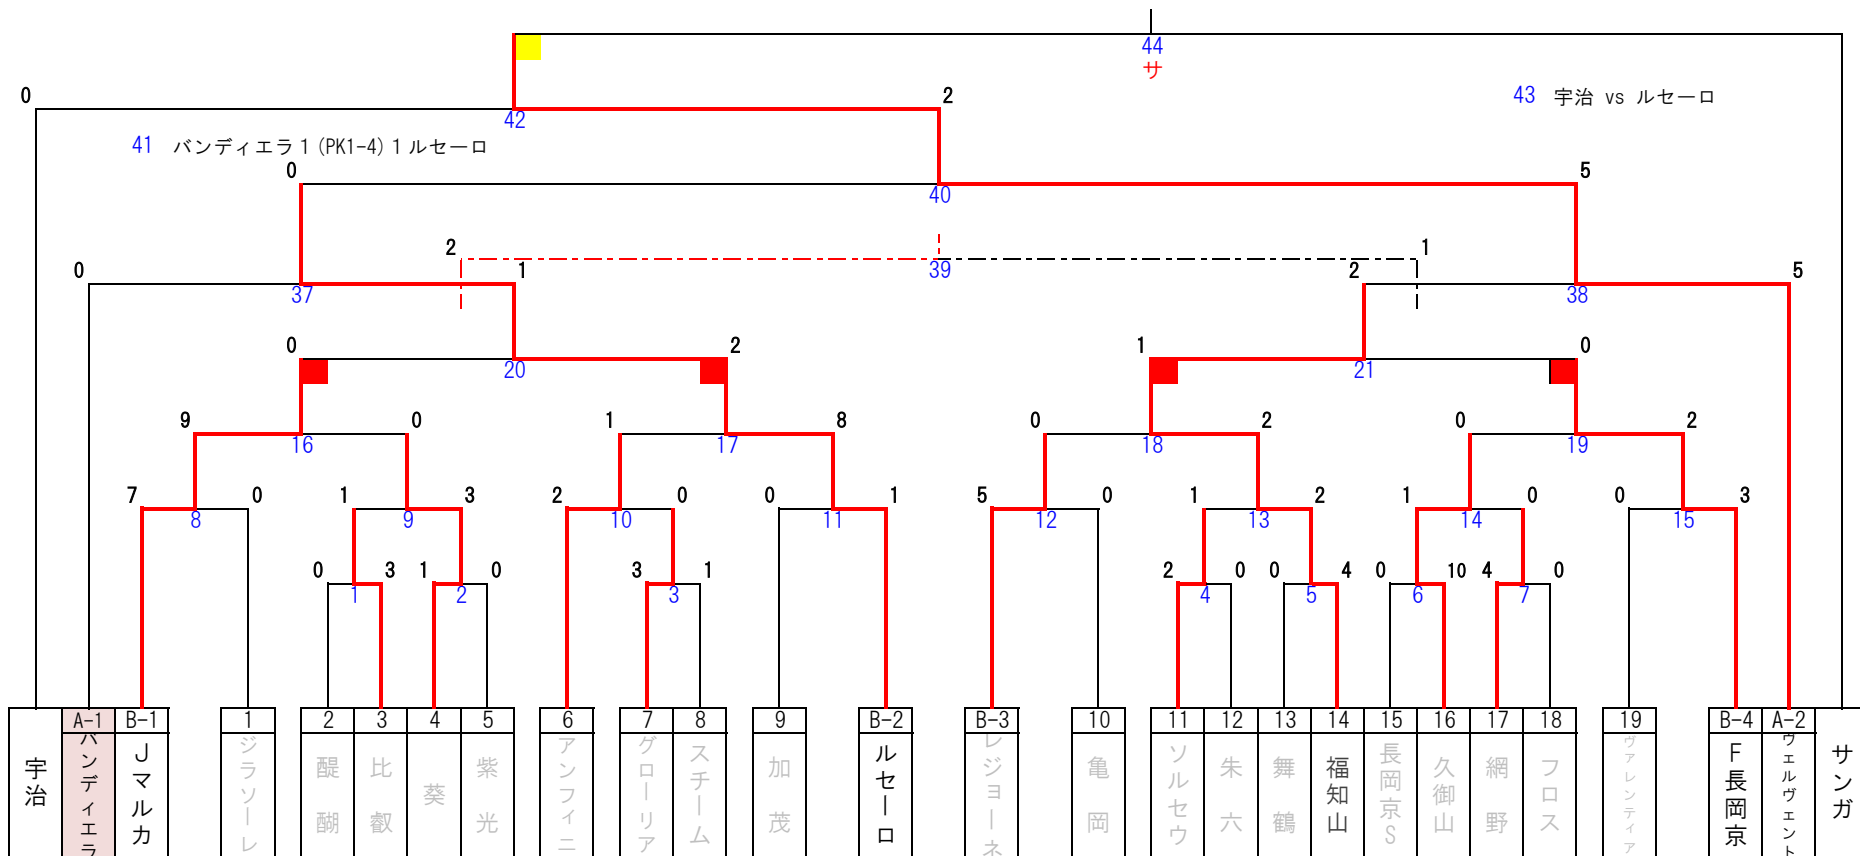 44
サ
0
2
43 宇治 vs ルセーロ
42
41 バンディエラ 1 (PK1-4) 1 ルセーロ
0
5
40
0
2
1
39
2
1
5
37
38
0
2
1
0
20
21
9
0
1
8
0
2
0
2
16
17
18
19
7
0
1
3
2
0
0
1
5
0
1
2
1
0
0
3
8
9
10
11
12
13
14
15
0
3
1
0
3
1
2
0
0
4
0
10
4
0
1
2
3
4
5
6
7
A-1
B-1
1
2
3
4
5
6
7
8
9
B-2
B-3
10
11
12
13
14
15
16
17
18
19
B-4
A-2
宇治
バンディエラ
Jマルカ
ジラソーレ
醍醐
比叡
葵
紫光
アンフィニ
グローリア
スチーム
加茂
ルセーロ
レジョーネ
亀岡
ソルセウ
朱六
舞鶴
福知山
長岡京S
久御山
網野
フロス
ヴァレンティア
F長岡京
ヴェルヴェント
サンガ